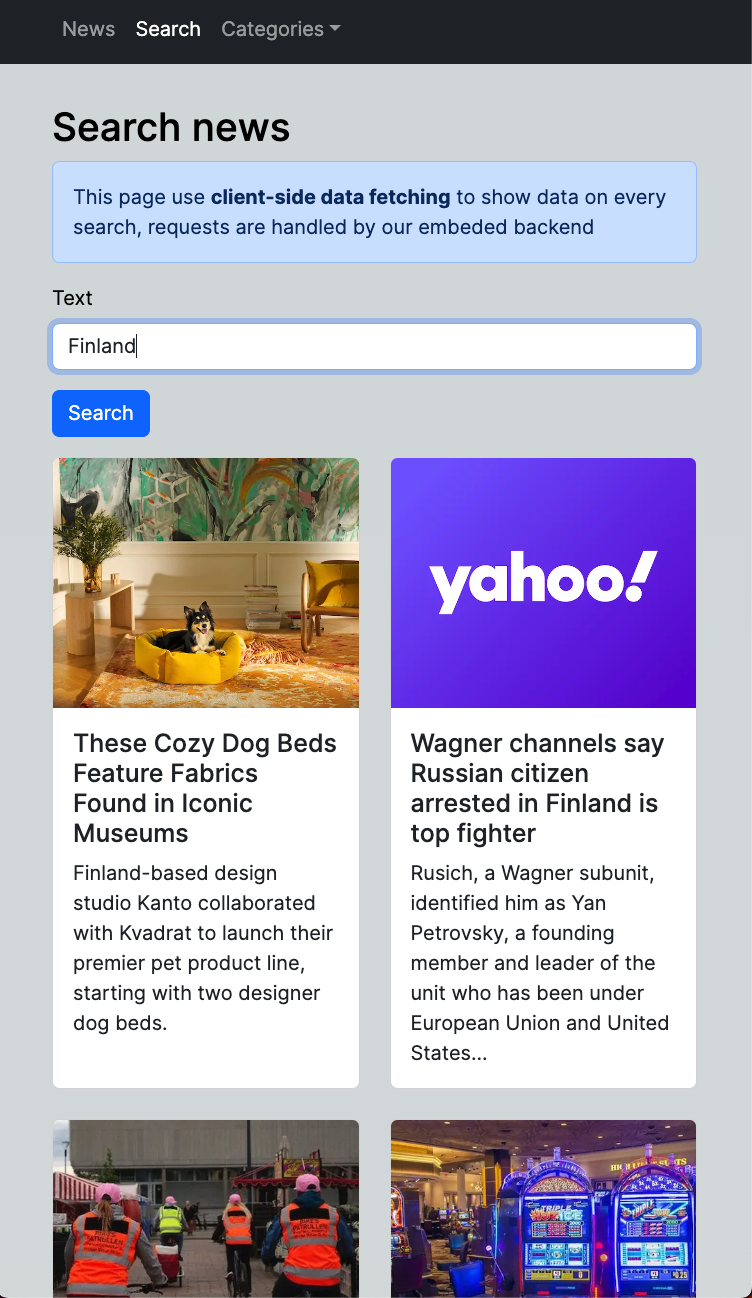 News Search Categories
Search news
This page use client-side data fetching to show data on every
search, requests are handled by our embeded backend
Text
Finland
Search
yahoo!
These Cozy Dog Beds
Feature Fabrics
Found in Iconic
Museums
Finland-based design
studio Kanto collaborated
with Kvadrat to launch their
premier pet product line,
starting with two designer
dog beds.
Wagner channels say
Russian citizen
arrested in Finland is
top fighter
Rusich, a Wagner subunit,
identified him as Yan
Petrovsky, a founding
member and leader of the
unit who has been under
European Union and United
States...
HIGH LIMIT SLOTS
TRIPLE